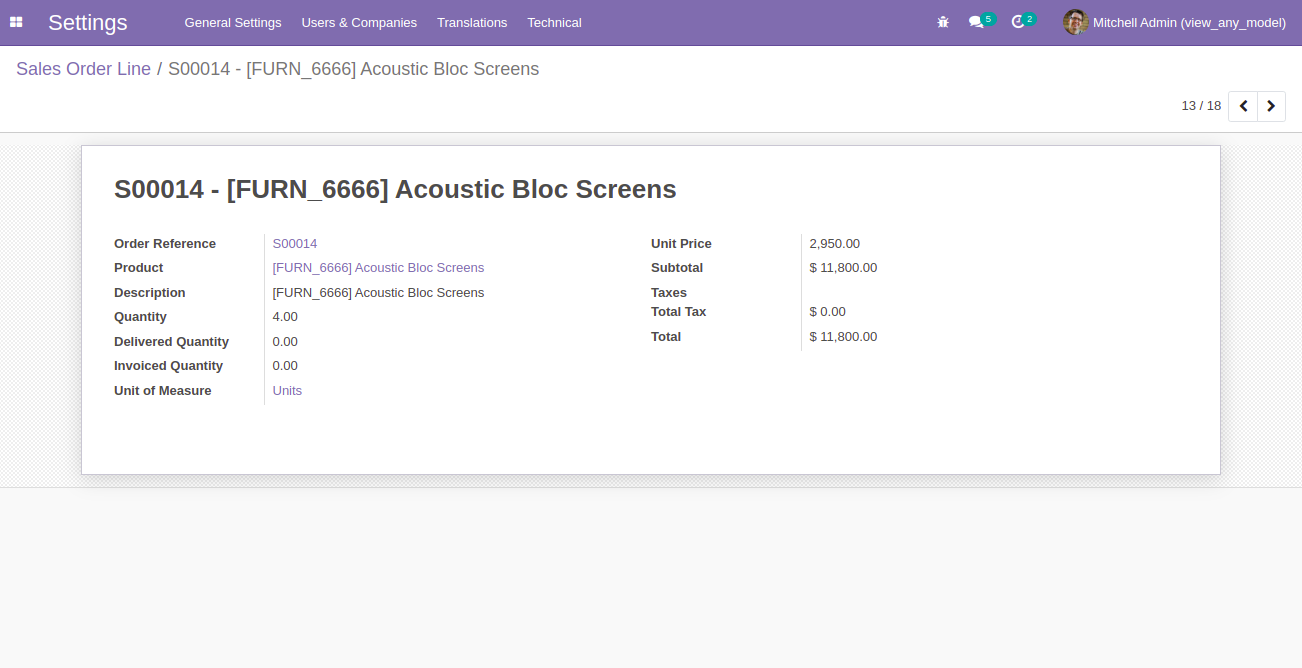 Settings General Settings Users & Companies Translations Technical 5 2 Mitchell Admin (view_any_model)
Sales Order Line / S00014 - [FURN_6666] Acoustic Bloc Screens
13 / 18
S00014 - [FURN_6666] Acoustic Bloc Screens
Order Reference S00014
Product [FURN_6666] Acoustic Bloc Screens
Description [FURN_6666] Acoustic Bloc Screens
Quantity 4.00
Delivered Quantity 0.00
Invoiced Quantity 0.00
Unit of Measure Units
Unit Price 2,950.00
Subtotal $ 11,800.00
Taxes
Total Tax $ 0.00
Total $ 11,800.00